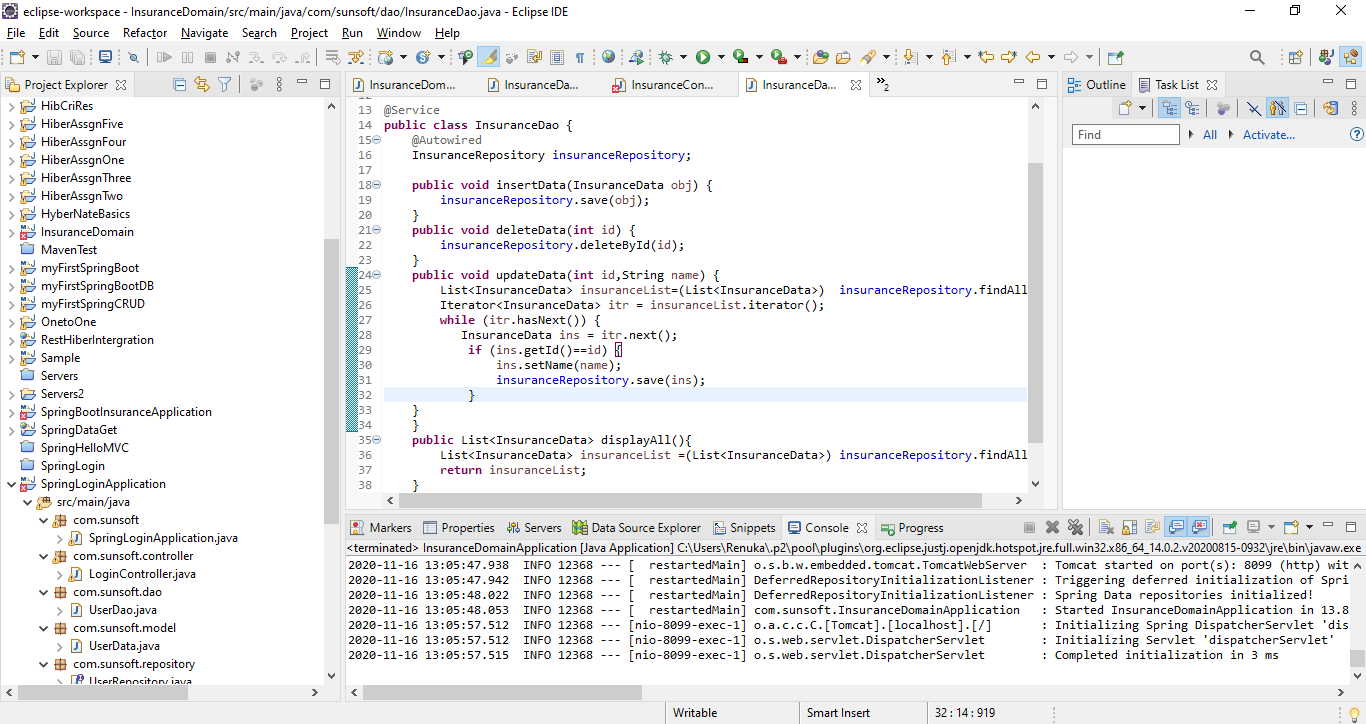 eclipse-workspace - InsuranceDomain/src/main/java/com/sunsoft/dao/InsuranceDao.java - Eclipse IDE
File Edit Source Refactor Navigate Search Project Run Window Help
Project Explorer
HibCriRes
HiberAssgnFive
HiberAssgnFour
HiberAssgnOne
HiberAssgnThree
HiberAssgnTwo
HyberNateBasics
InsuranceDomain
MavenTest
myFirstSpringBoot
myFirstSpringBootDB
myFirstSpringCRUD
OnetoOne
RestHiberIntergration
Sample
Servers
Servers2
SpringBootInsuranceApplication
SpringDataGet
SpringHelloMVC
SpringLogin
SpringLoginApplication
src/main/java
com.sunsoft
SpringLoginApplication.java
com.sunsoft.controller
LoginController.java
com.sunsoft.dao
UserDao.java
com.sunsoft.model
UserData.java
com.sunsoft.repository
UserRepository.java
InsuranceDom... InsuranceDa... InsuranceCon... InsuranceDa... »2
13 @Service
14 public class InsuranceDao {
15 @Autowired
16 InsuranceRepository insuranceRepository;
17
18 public void insertData(InsuranceData obj) {
19 insuranceRepository.save(obj);
20 }
21 public void deleteData(int id) {
22 insuranceRepository.deleteById(id);
23 }
24 public void updateData(int id,String name) {
25 List<InsuranceData> insuranceList=(List<InsuranceData>) insuranceRepository.findAll
26 Iterator<InsuranceData> itr = insuranceList.iterator();
27 while (itr.hasNext()) {
28 InsuranceData ins = itr.next();
29 if (ins.getId()==id) {
30 ins.setName(name);
31 insuranceRepository.save(ins);
32 }
33 }
34 }
35 public List<InsuranceData> displayAll(){
36 List<InsuranceData> insuranceList =(List<InsuranceData>) insuranceRepository.findAll
37 return insuranceList;
38 }
Outline Task List
Find All Activate...
Markers Properties Servers Data Source Explorer Snippets Console Progress
<terminated> InsuranceDomainApplication [Java Application] C:\Users\Renuka\.p2\pool\plugins\org.eclipse.justj.openjdk.hotspot.jre.full.win32.x86_64_14.0.2.v20200815-0932\jre\bin\javaw.exe
2020-11-16 13:05:47.938 INFO 12368 --- [ restartedMain] o.s.b.w.embedded.tomcat.TomcatWebServer : Tomcat started on port(s): 8099 (http) wit
2020-11-16 13:05:47.942 INFO 12368 --- [ restartedMain] DeferredRepositoryInitializationListener : Triggering deferred initialization of Spri
2020-11-16 13:05:48.022 INFO 12368 --- [ restartedMain] DeferredRepositoryInitializationListener : Spring Data repositories initialized!
2020-11-16 13:05:48.053 INFO 12368 --- [ restartedMain] com.sunsoft.InsuranceDomainApplication : Started InsuranceDomainApplication in 13.8
2020-11-16 13:05:57.512 INFO 12368 --- [nio-8099-exec-1] o.a.c.c.C.[Tomcat].[localhost].[/] : Initializing Spring DispatcherServlet 'dis
2020-11-16 13:05:57.512 INFO 12368 --- [nio-8099-exec-1] o.s.web.servlet.DispatcherServlet : Initializing Servlet 'dispatcherServlet'
2020-11-16 13:05:57.515 INFO 12368 --- [nio-8099-exec-1] o.s.web.servlet.DispatcherServlet : Completed initialization in 3 ms
Writable Smart Insert 32 : 14 : 919